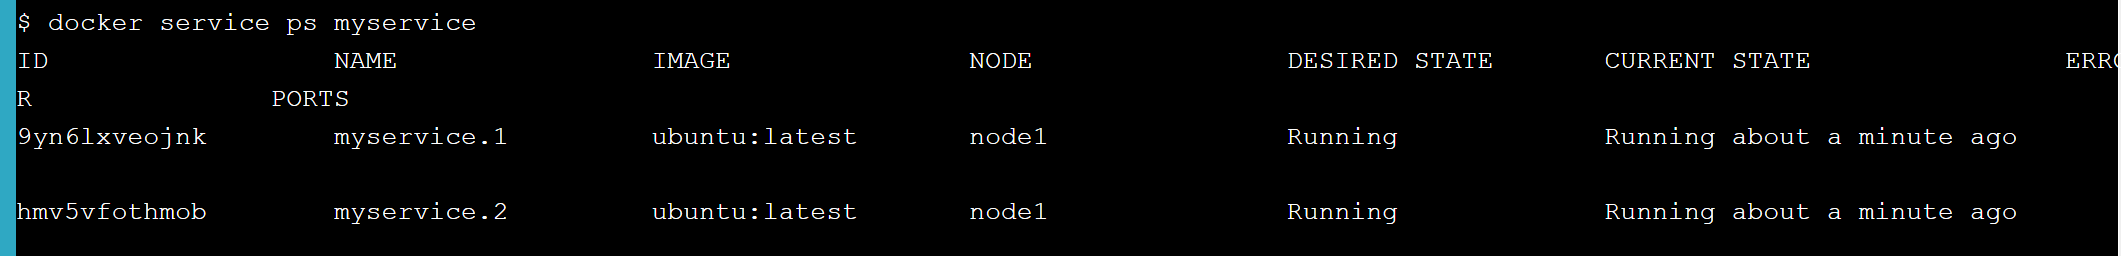 $ docker service ps myservice
ID NAME IMAGE NODE DESIRED STATE CURRENT STATE ERRO
R PORTS
9yn6lxveojnk myservice.1 ubuntu:latest node1 Running Running about a minute ago
hmv5vfothmob myservice.2 ubuntu:latest node1 Running Running about a minute ago